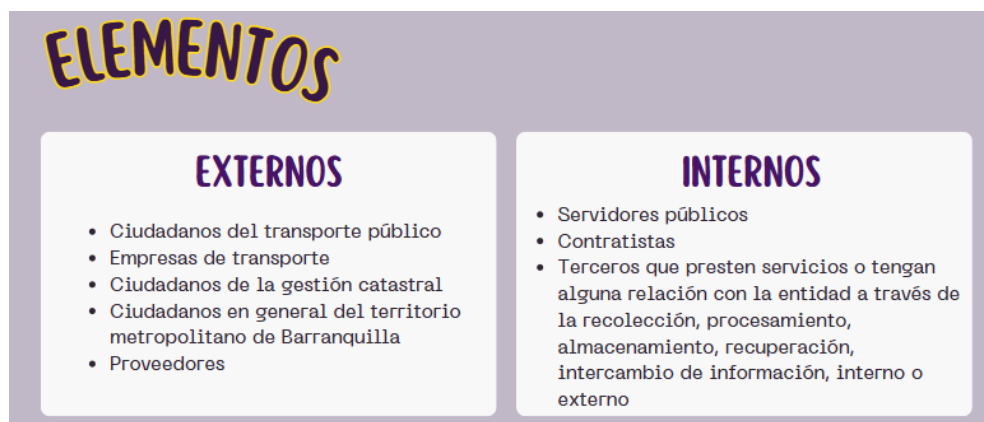 ELEMENTOS
EXTERNOS
• Ciudadanos del transporte público
• Empresas de transporte
• Ciudadanos de la gestión catastral
• Ciudadanos en general del territorio
metropolitano de Barranquilla
• Proveedores
INTERNOS
• Servidores públicos
• Contratistas
• Terceros que presten servicios o tengan
alguna relación con la entidad a través de
la recolección, procesamiento,
almacenamiento, recuperación,
intercambio de información, interno o
externo